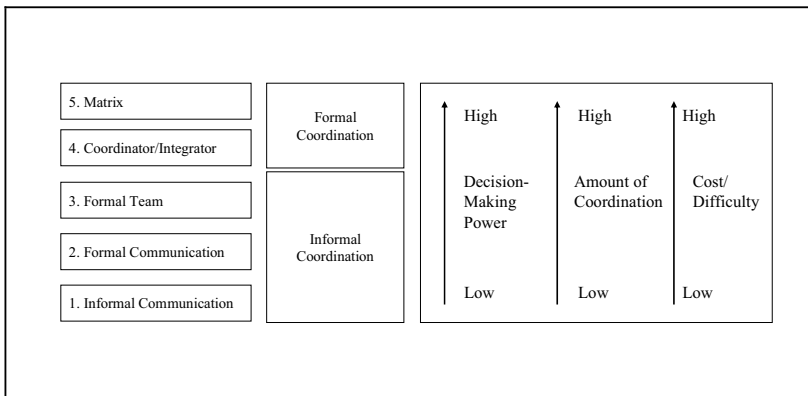 5. Matrix
4. Coordinator/Integrator
3. Formal Team
2. Formal Communication
1. Informal Communication
Formal
Coordination
Informal
Coordination
High
Decision-
Making
Power
Low
High
Amount of
Coordination
Low
High
Cost/
Difficulty
Low